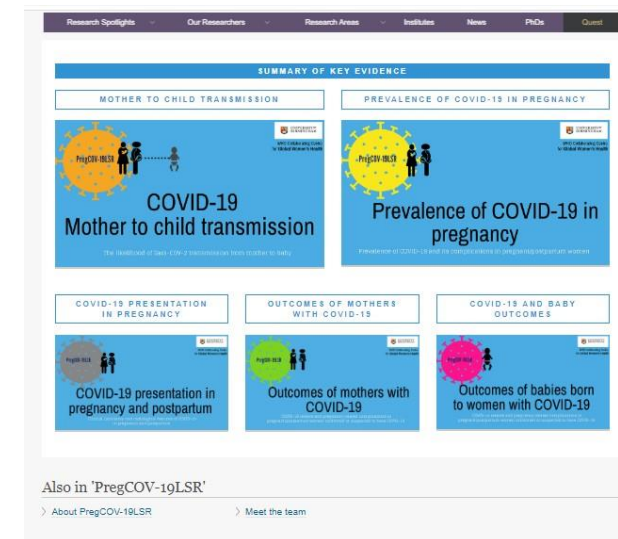 Research Spotlights Our Researchers Research Areas Institutes News PhDs Quest
SUMMARY OF KEY EVIDENCE
MOTHER TO CHILD TRANSMISSION
PREVALENCE OF COVID-19 IN PREGNANCY
PregCOV-19LSR
COVID-19
Mother to child transmission
PregCOV-19LSR
Prevalence of COVID-19 in
pregnancy
COVID-19 PRESENTATION
IN PREGNANCY
OUTCOMES OF MOTHERS
WITH COVID-19
COVID-19 AND BABY
OUTCOMES
COVID-19 presentation in
pregnancy and postpartum
Outcomes of mothers with
COVID-19
Outcomes of babies born
to women with COVID-19
Also in 'PregCOV-19LSR'
About PregCOV-19LSR
Meet the team